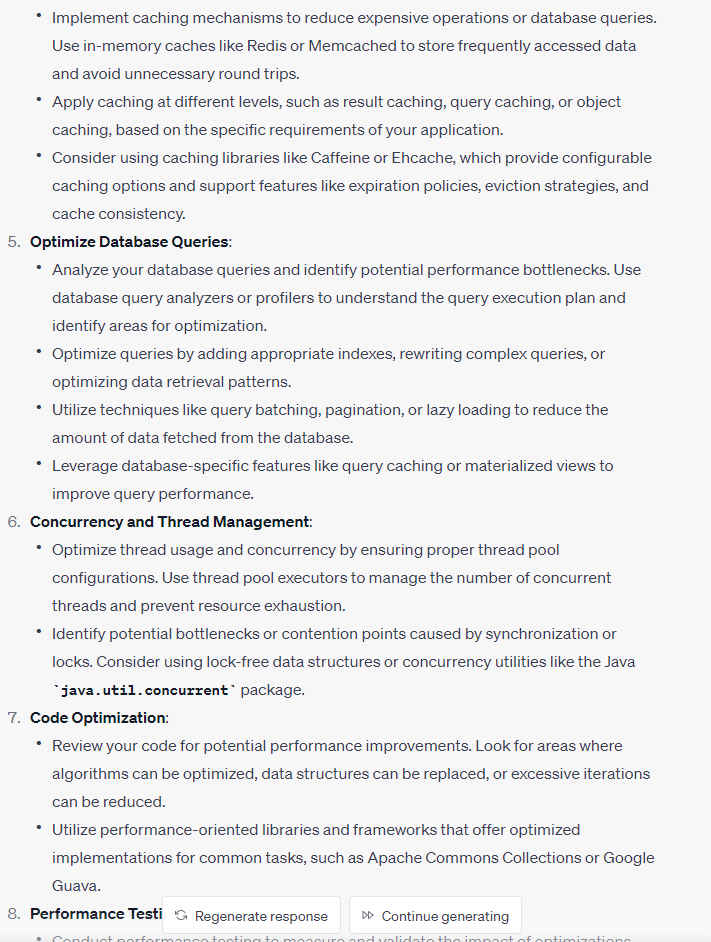 • Implement caching mechanisms to reduce expensive operations or database queries.
Use in-memory caches like Redis or Memcached to store frequently accessed data
and avoid unnecessary round trips.
• Apply caching at different levels, such as result caching, query caching, or object
caching, based on the specific requirements of your application.
• Consider using caching libraries like Caffeine or Ehcache, which provide configurable
caching options and support features like expiration policies, eviction strategies, and
cache consistency.
5. Optimize Database Queries:
• Analyze your database queries and identify potential performance bottlenecks. Use
database query analyzers or profilers to understand the query execution plan and
identify areas for optimization.
• Optimize queries by adding appropriate indexes, rewriting complex queries, or
optimizing data retrieval patterns.
• Utilize techniques like query batching, pagination, or lazy loading to reduce the
amount of data fetched from the database.
• Leverage database-specific features like query caching or materialized views to
improve query performance.
6. Concurrency and Thread Management:
• Optimize thread usage and concurrency by ensuring proper thread pool
configurations. Use thread pool executors to manage the number of concurrent
threads and prevent resource exhaustion.
• Identify potential bottlenecks or contention points caused by synchronization or
locks. Consider using lock-free data structures or concurrency utilities like the Java
`java.util.concurrent` package.
7. Code Optimization:
• Review your code for potential performance improvements. Look for areas where
algorithms can be optimized, data structures can be replaced, or excessive iterations
can be reduced.
• Utilize performance-oriented libraries and frameworks that offer optimized
implementations for common tasks, such as Apache Commons Collections or Google
Guava.
8. Performance Testi
Regenerate response
Continue generating
• Conduct performance testing to measure and validate the impact of optimizations